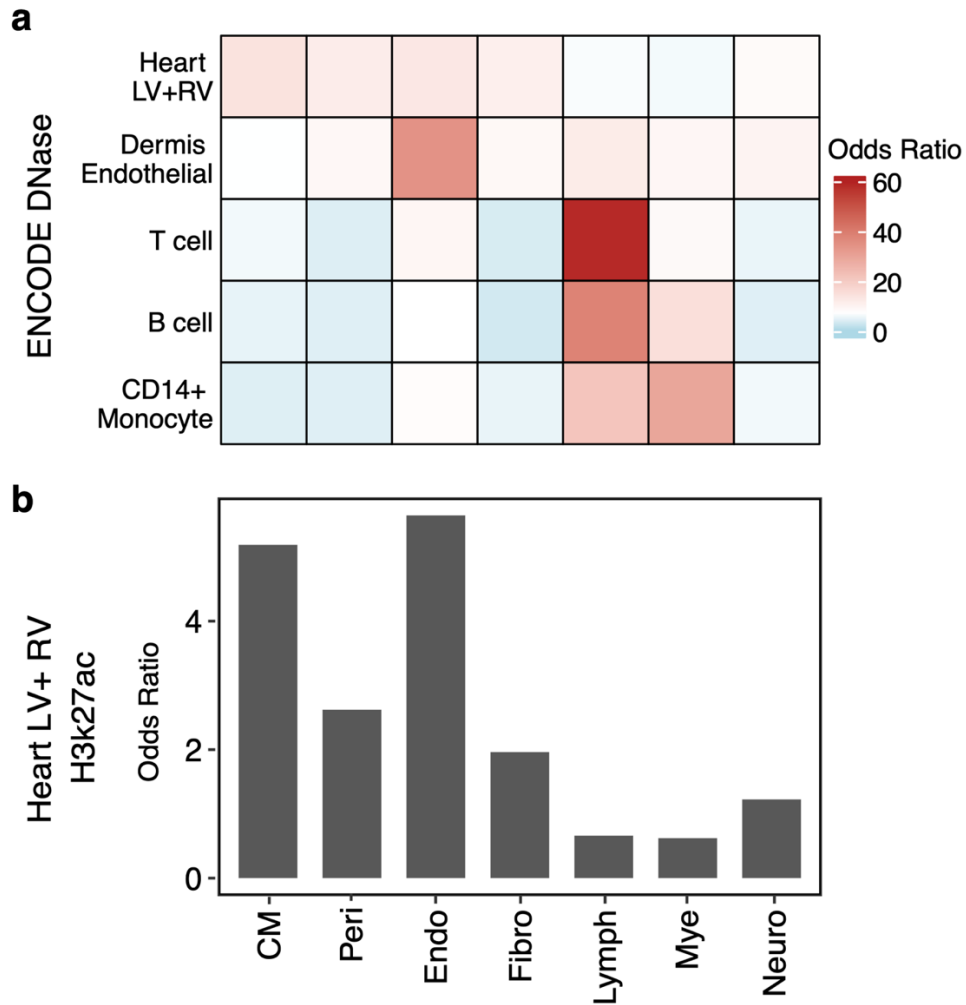 a
ENCODE DNase
Heart
LV+RV
Dermis
Endothelial
T cell
B cell
CD14+
Monocyte
Odds Ratio
60
40
20
0
b
Heart LV+ RV
H3k27ac
Odds Ratio
4
2
0
CM
Peri
Endo
Fibro
Lymph
Mye
Neuro